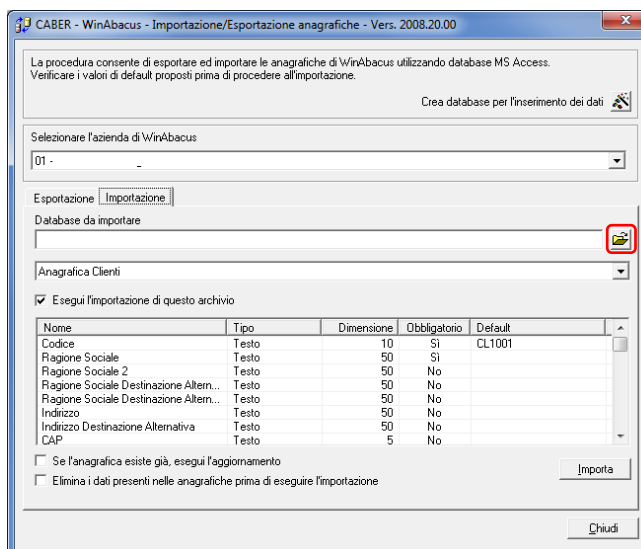 CABER - WinAbacus - Importazione/Esportazione anagrafiche - Vers. 2008.20.00
La procedura consente di esportare ed importare le anagrafiche di WinAbacus utilizzando database MS Access.
Verificare i valori di default proposti prima di procedere all'importazione.
Crea database per l'inserimento dei dati
Selezionare l'azienda di WinAbacus
01 - _
Esportazione Importazione
Database da importare
Anagrafica Clienti
Esegui l'importazione di questo archivio
Nome Tipo Dimensione Obbligatorio Default
Codice Testo 10 Sì CL1001
Ragione Sociale Testo 50 Sì
Ragione Sociale 2 Testo 50 No
Ragione Sociale Destinazione Altern... Testo 50 No
Ragione Sociale Destinazione Altern... Testo 50 No
Indirizzo Testo 50 No
Indirizzo Destinazione Alternativa Testo 50 No
CAP Testo 5 No
Se l'anagrafica esiste già, esegui l'aggiornamento
Importa
Elimina i dati presenti nelle anagrafiche prima di eseguire l'importazione
Chiudi